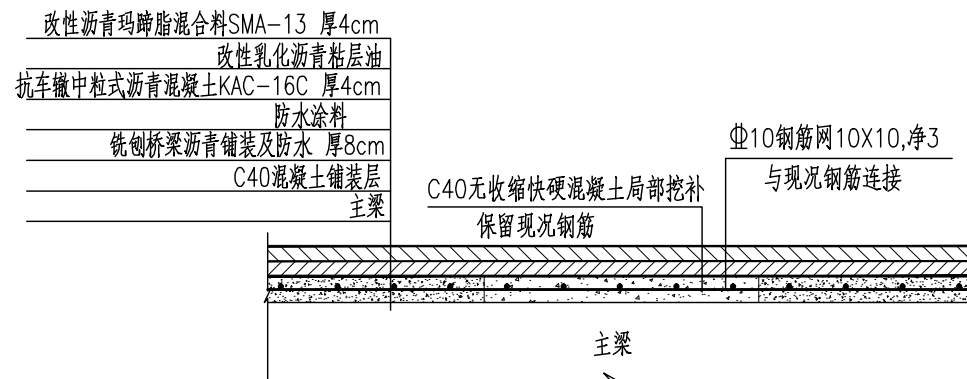 改性沥青玛蹄脂混合料SMA-13 厚4cm
改性乳化沥青粘层油
抗车辙中粒式沥青混凝土KAC-16C 厚4cm
防水涂料
铣刨桥梁沥青铺装及防水 厚8cm
C40混凝土铺装层
主梁
C40无收缩快硬混凝土局部挖补
保留现况钢筋
⌽10钢筋网10X10,净3
与现况钢筋连接
主梁